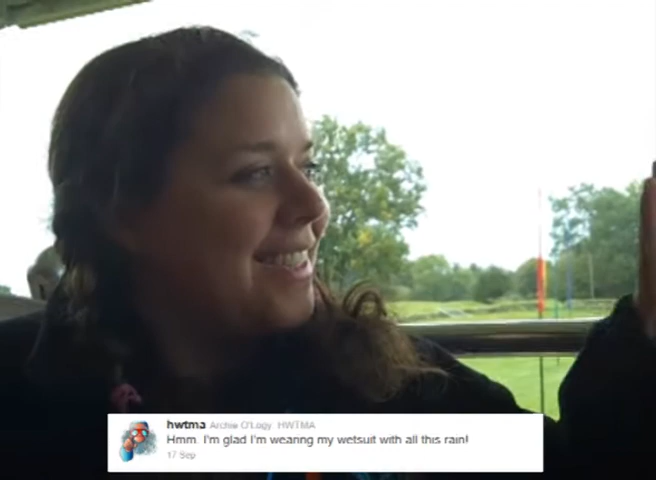 hwtma Archie O'Logy HWTMA
Hmm. I'm glad I'm wearing my wetsuit with all this rain!
17 Sep